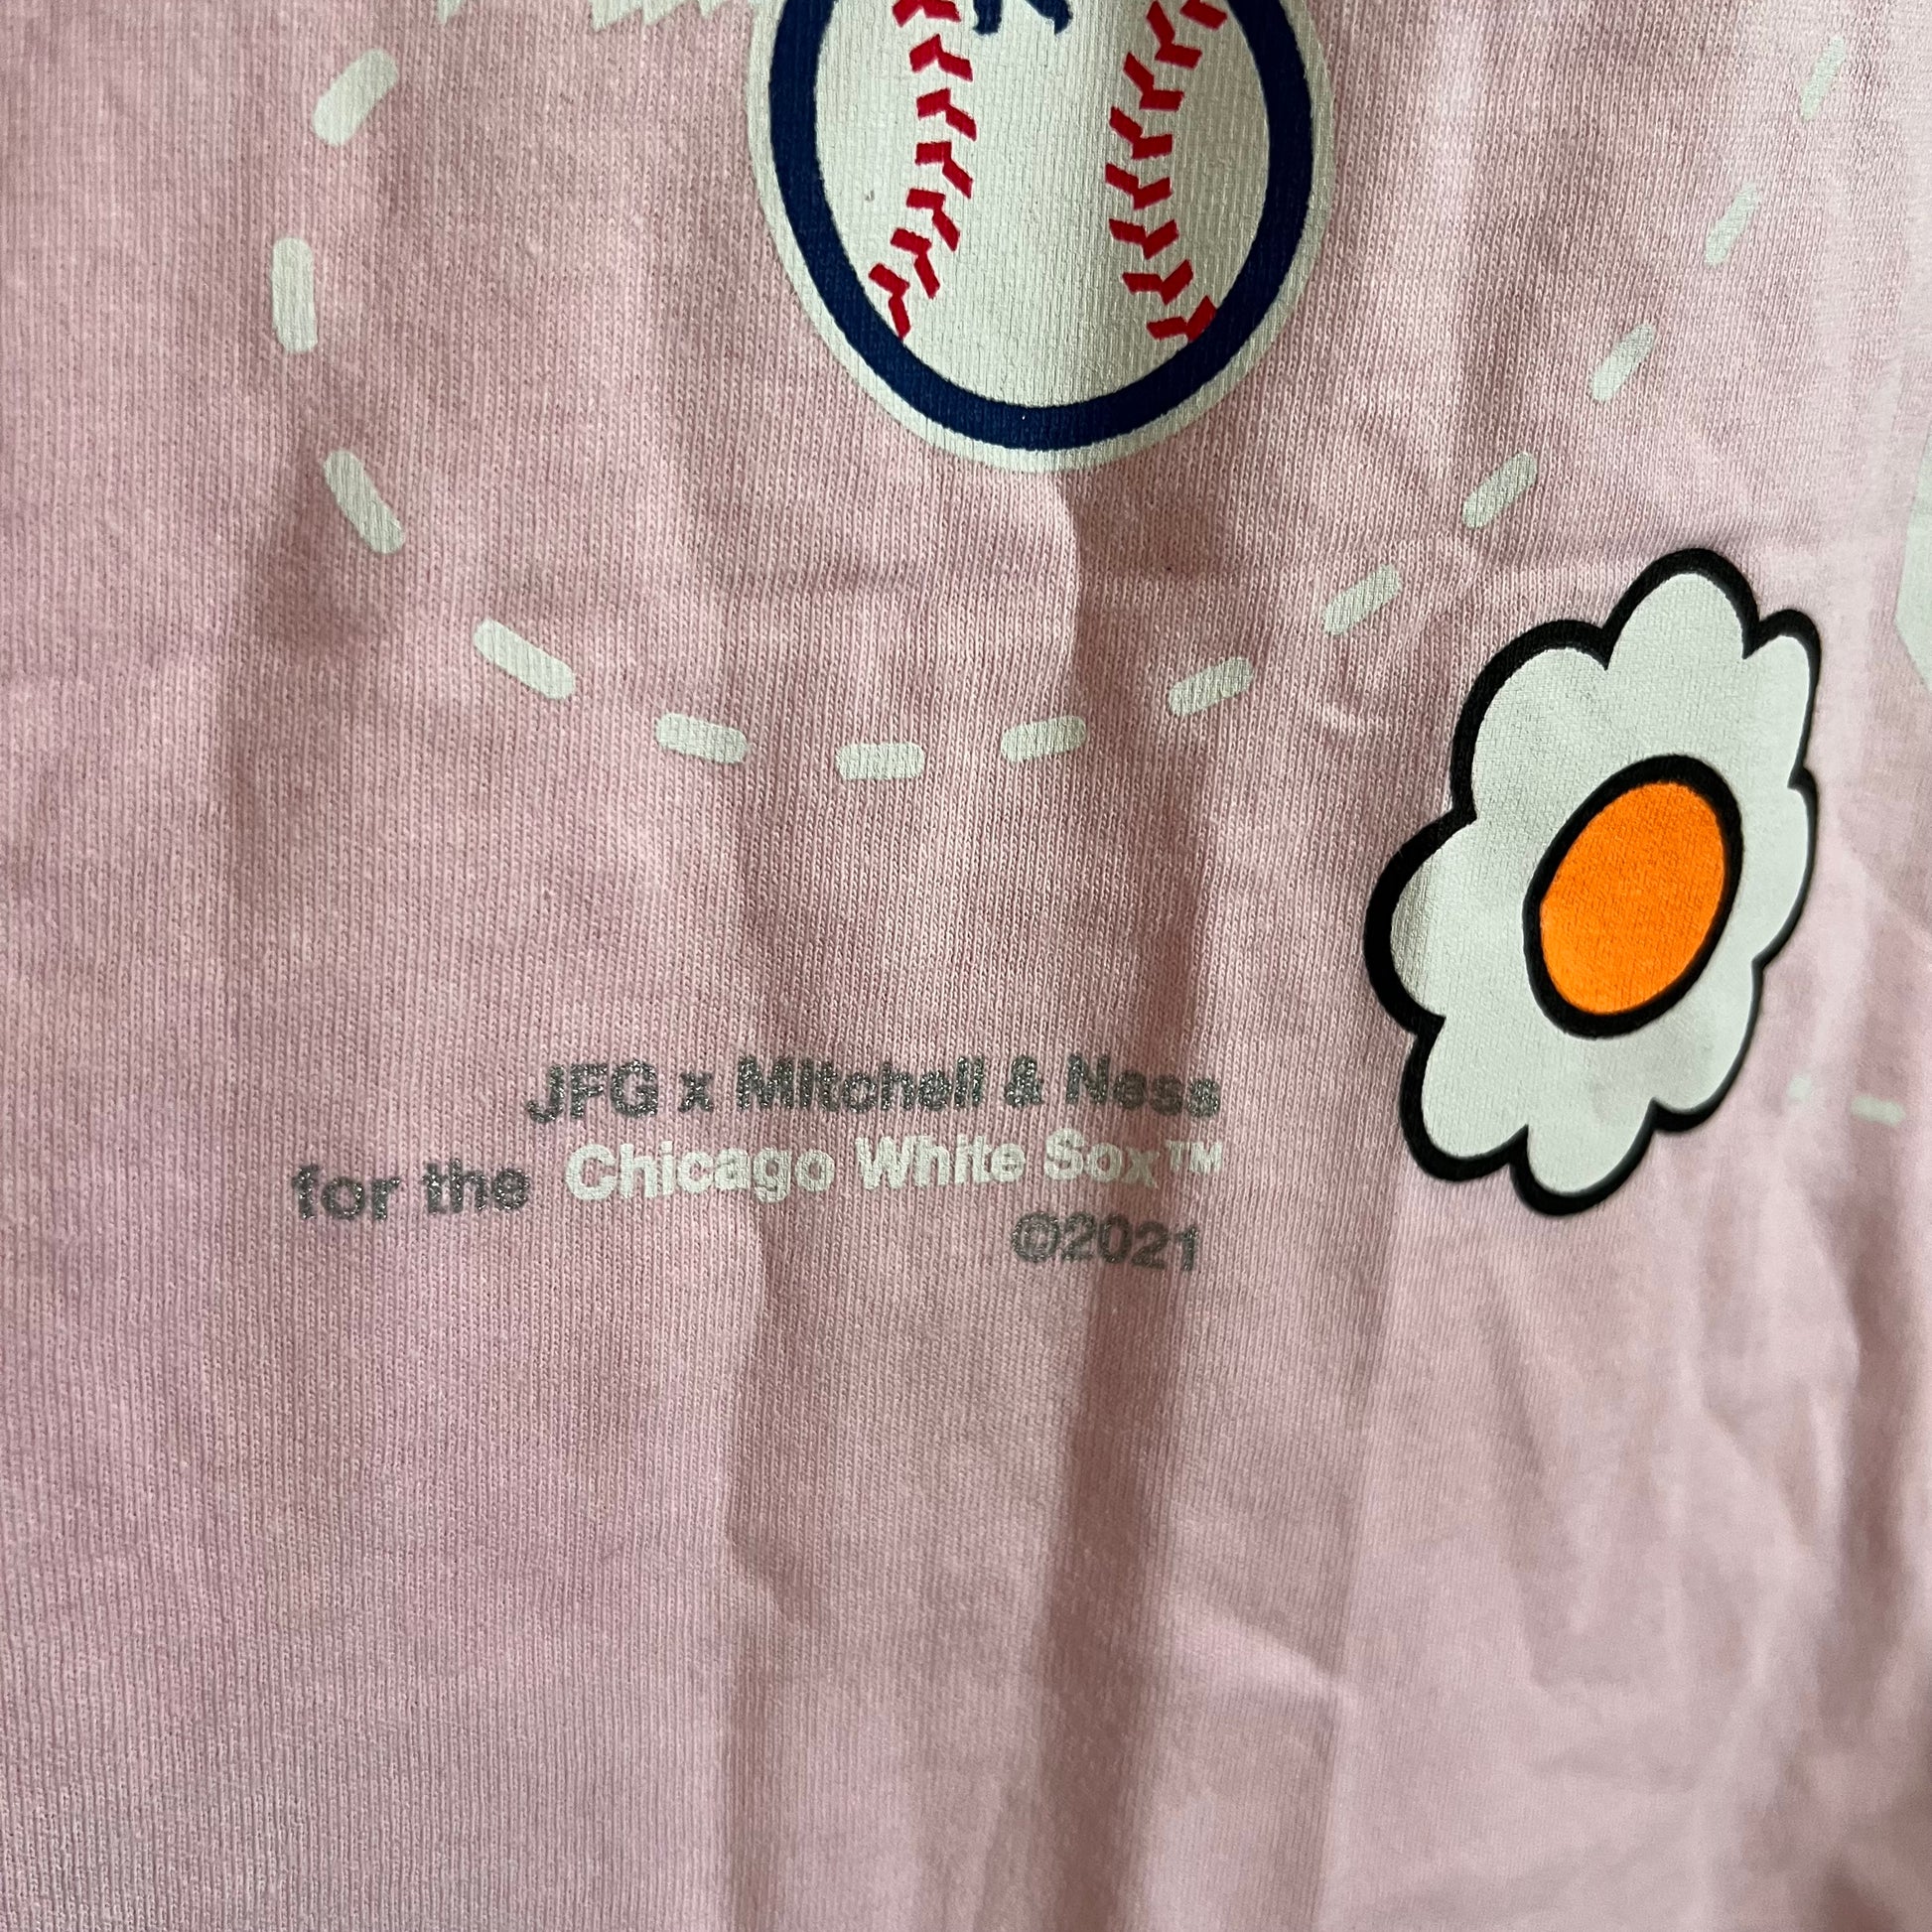 JFG x Mitchell & Ness
for the Chicago White Sox™
©2021